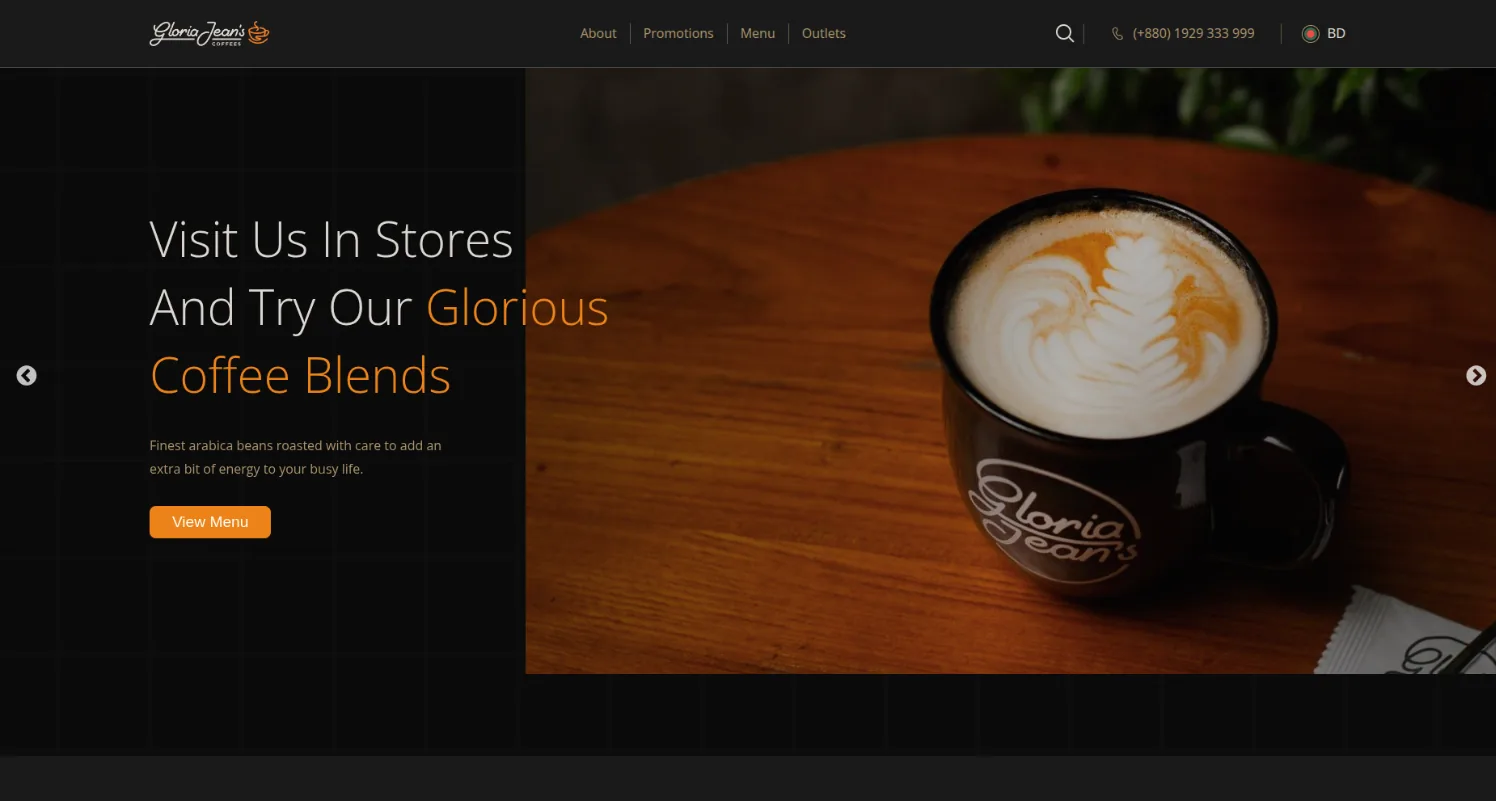 Gloria Jean's
COFFEES
About
Promotions
Menu
Outlets
(+880) 1929 333 999
BD
Visit Us In Stores
And Try Our Glorious
Coffee Blends
Finest arabica beans roasted with care to add an
extra bit of energy to your busy life.
View Menu
Gloria
Jean's